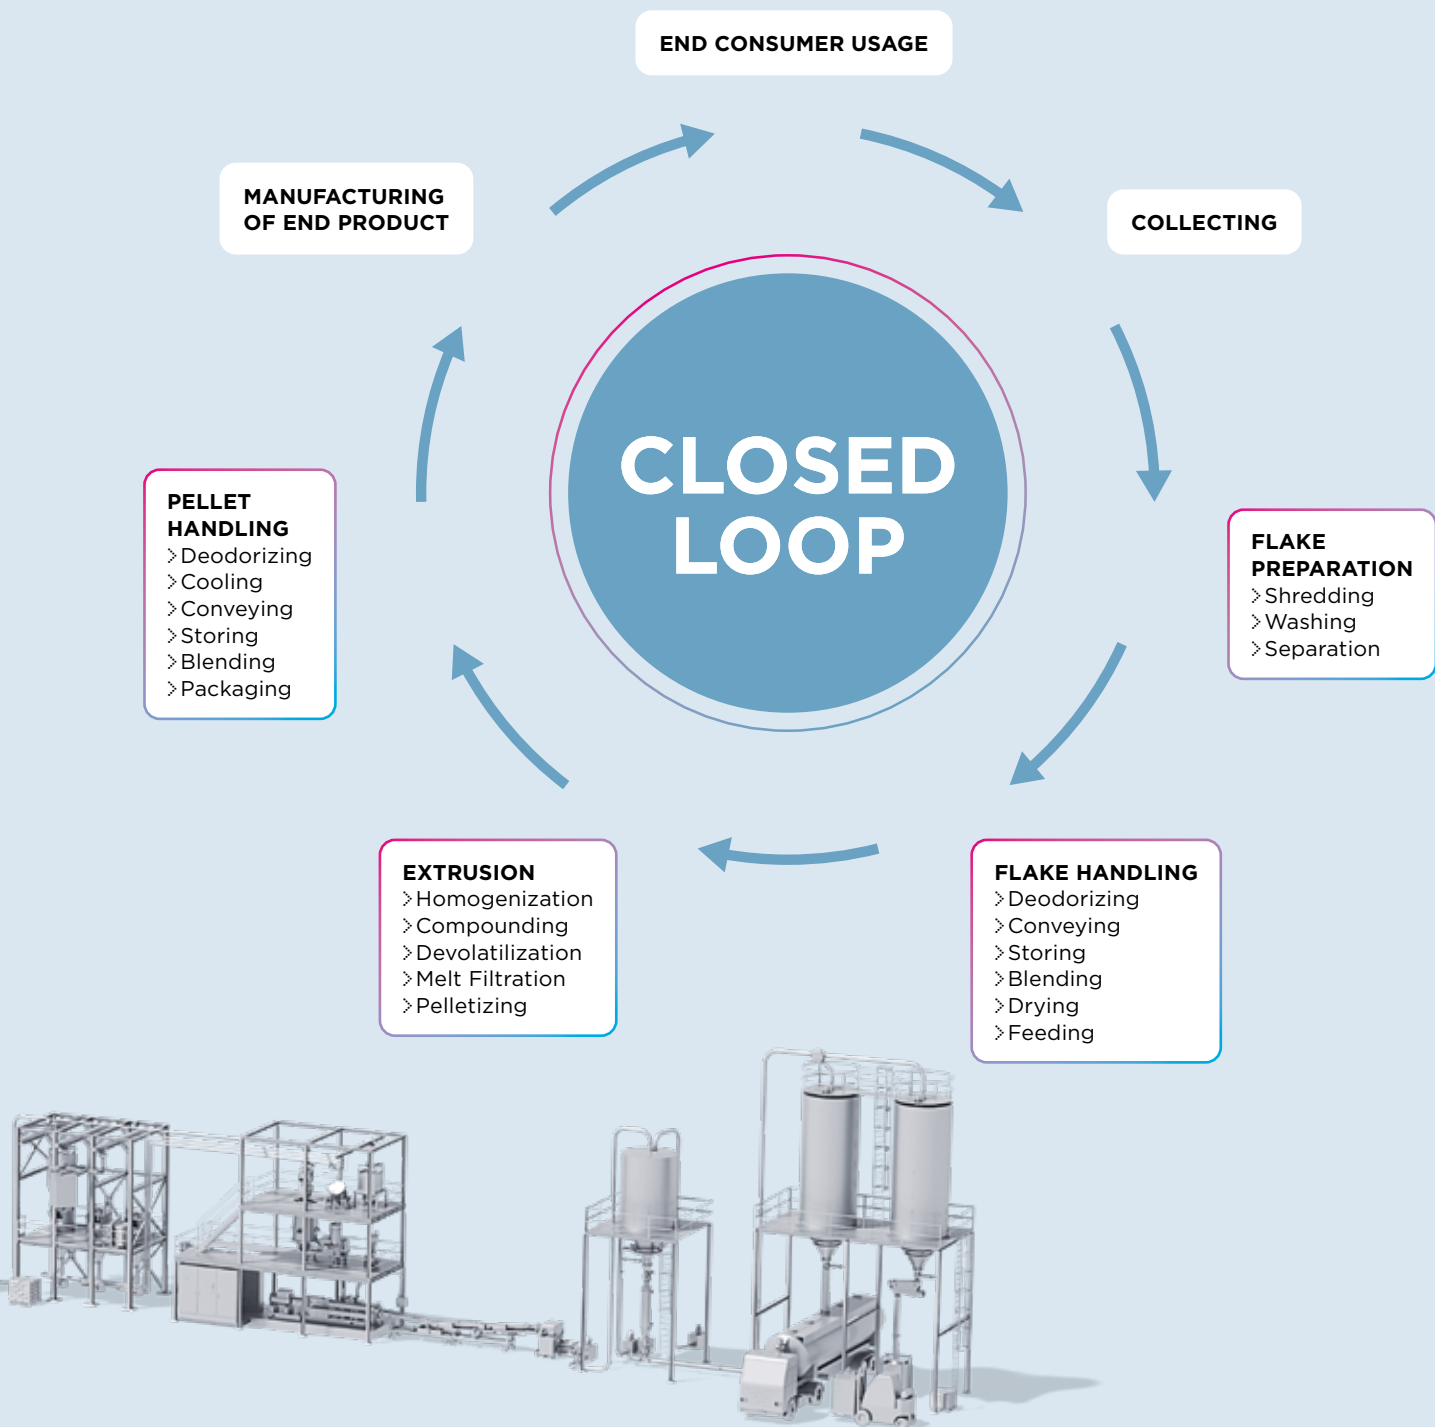 END CONSUMER USAGE
MANUFACTURING
OF END PRODUCT
COLLECTING
CLOSED
LOOP
PELLET
HANDLING
>Deodorizing
>Cooling
>Conveying
>Storing
>Blending
>Packaging
FLAKE
PREPARATION
>Shredding
>Washing
>Separation
EXTRUSION
>Homogenization
>Compounding
>Devolatilization
>Melt Filtration
>Pelletizing
FLAKE HANDLING
>Deodorizing
>Conveying
>Storing
>Blending
>Drying
>Feeding